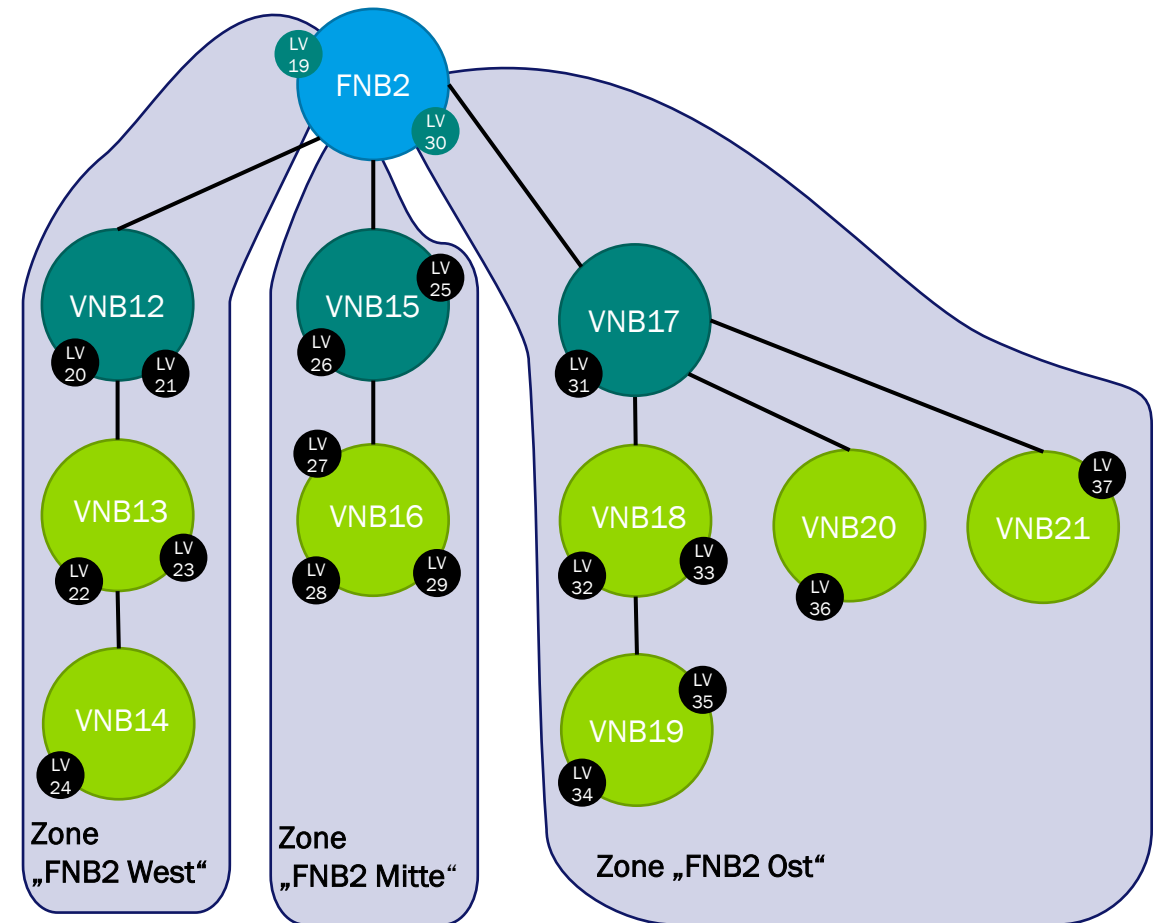 LV
19
FNB2
LV
30
VNB12
LV
20
LV
21
VNB13
LV
22
LV
23
VNB14
LV
24
Zone
„FNB2 West“
VNB15
LV
25
LV
26
VNB16
LV
27
LV
28
LV
29
Zone
„FNB2 Mitte“
VNB17
LV
31
VNB18
LV
32
LV
33
VNB19
LV
35
LV
34
VNB20
LV
36
VNB21
LV
37
Zone „FNB2 Ost“